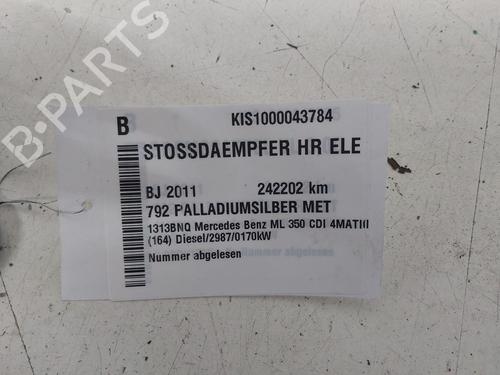 B KIS1000043784
STOSSDAEMPFER HR ELE
BJ 2011 242202 km
792 PALLADIUMSILBER MET
1313BNQ Mercedes Benz ML 350 CDI 4MATIII
(164) Diesel/2987/0170kW
Nummer abgelesen
B-PARTS